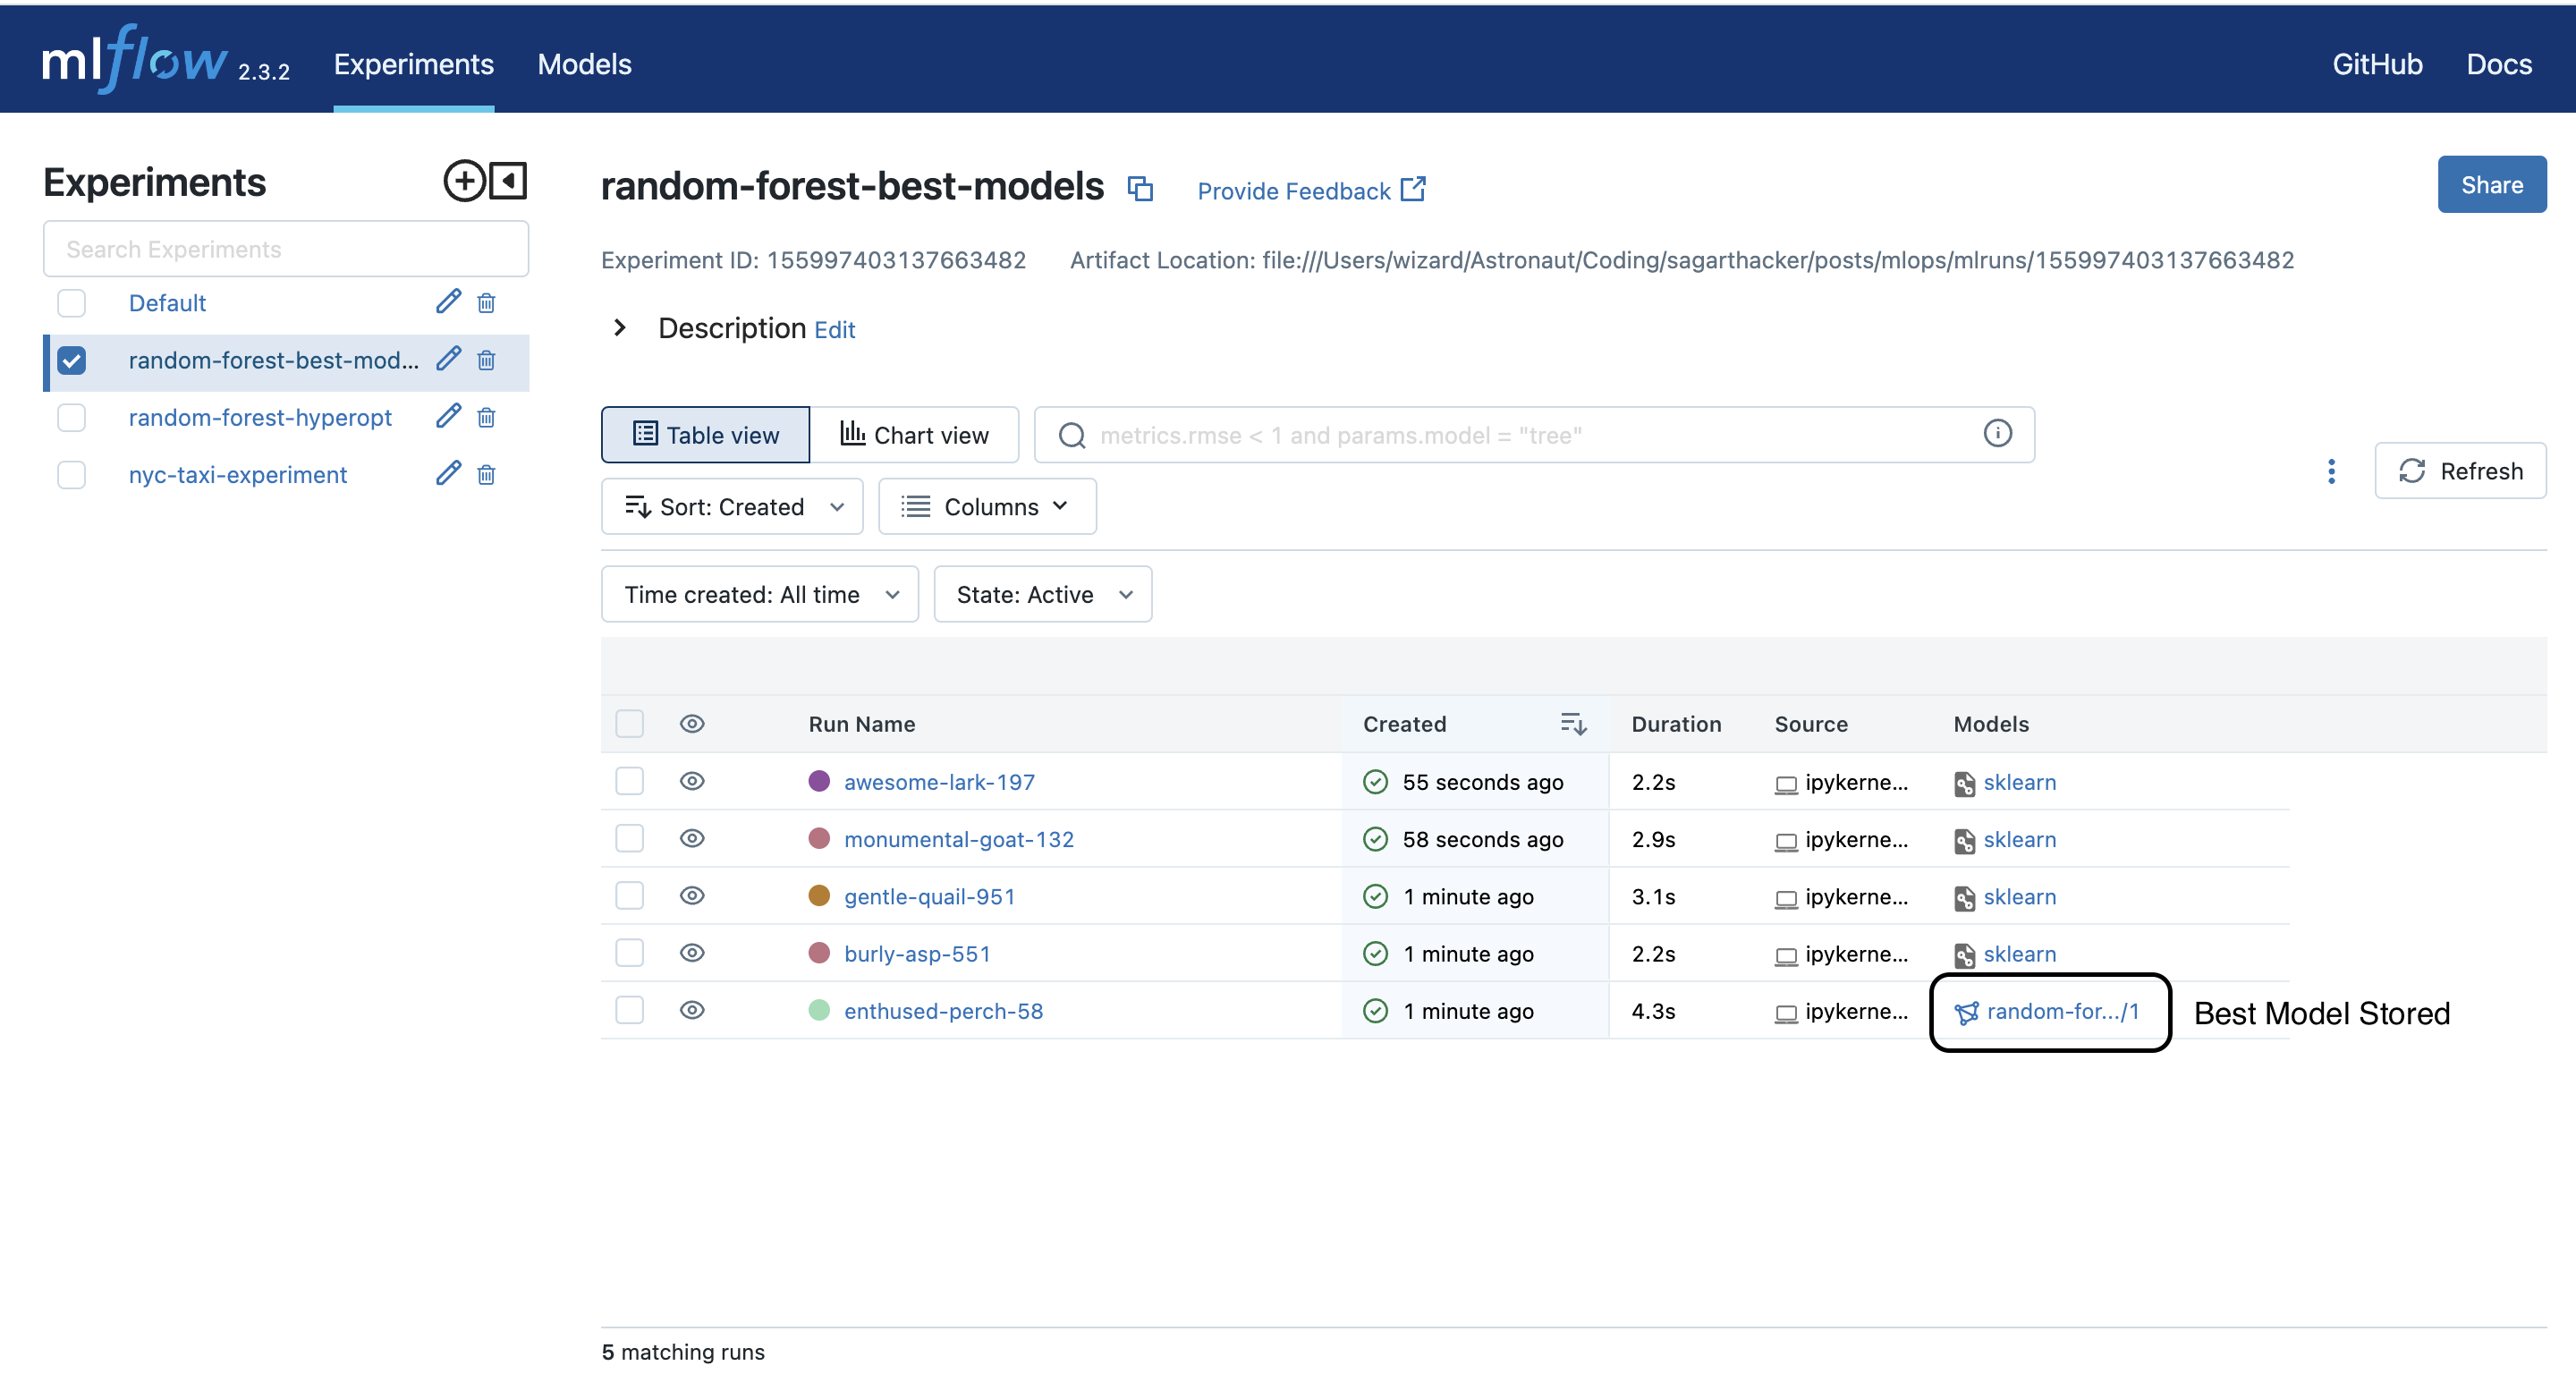 mlflow 2.3.2 Experiments Models GitHub Docs
Experiments
Search Experiments
Default
random-forest-best-mod...
random-forest-hyperopt
nyc-taxi-experiment
random-forest-best-models Provide Feedback Share
Experiment ID: 155997403137663482 Artifact Location: file:///Users/wizard/Astronaut/Coding/sagarthacker/posts/mlops/mlruns/155997403137663482
Description Edit
Table view Chart view metrics.rmse < 1 and params.model = "tree"
Refresh
Sort: Created Columns
Time created: All time State: Active
Run Name Created Duration Source Models
awesome-lark-197 55 seconds ago 2.2s ipykerne... sklearn
monumental-goat-132 58 seconds ago 2.9s ipykerne... sklearn
gentle-quail-951 1 minute ago 3.1s ipykerne... sklearn
burly-asp-551 1 minute ago 2.2s ipykerne... sklearn
enthused-perch-58 1 minute ago 4.3s ipykerne... random-for.../1 Best Model Stored
5 matching runs